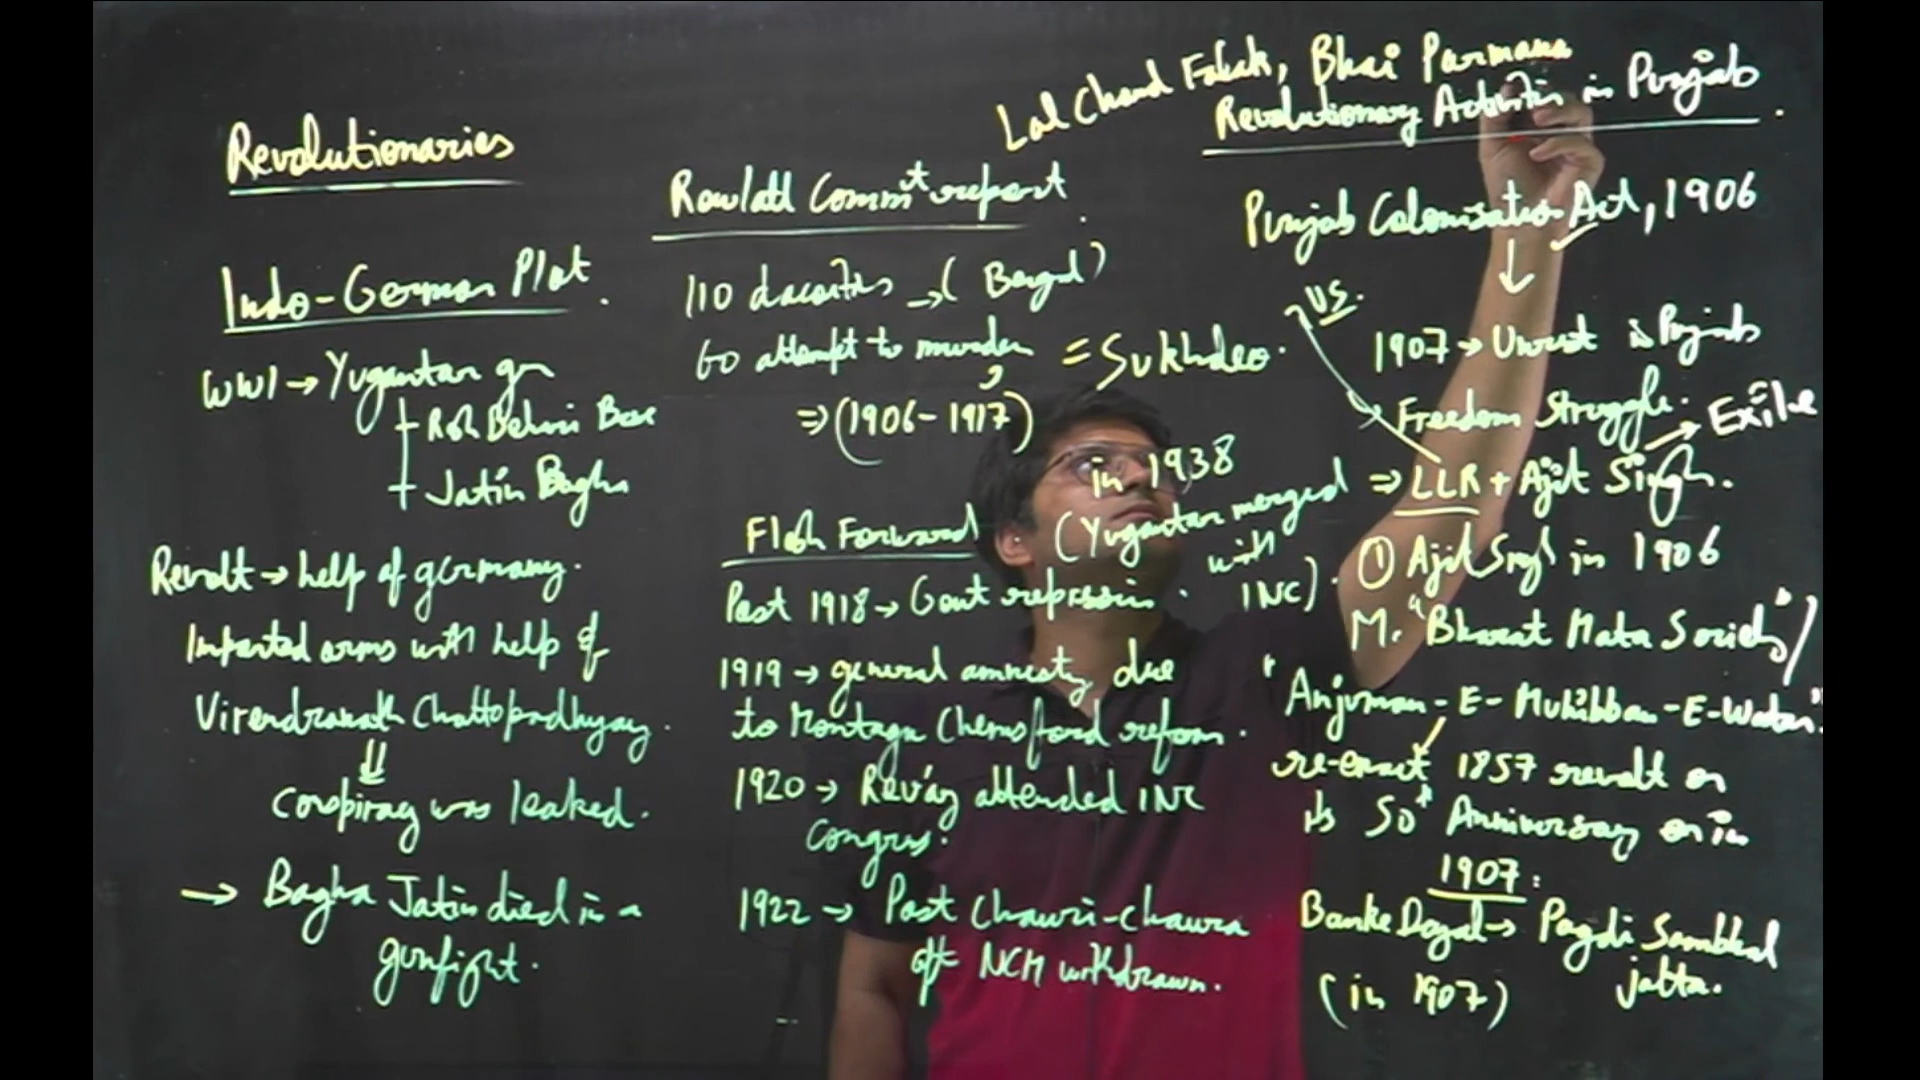 Revolutionaries
Indo-German Plot.
WW1 → Yugantar gr
Rash Behari Bose
Jatin Bagha
Revolt → help of germany.
Imported arms with help of
Virendranath Chattopadhyay.
Conspiracy was leaked.
→ Bagha Jatin died in a
gunfight.
Rowlatt Comm^t report.
110 dacoities → (Bengal)
60 attempt to murder = Sukhdeo.
⇒ (1906-1917)
Flash Forward
in 1938
(Yugantar merged
with
INC).
Post 1918 → Govt repression.
1919 → general amnesty due
to Montagu Chemsford reform.
1920 → Rev'ary attended INC
Congress.
1922 → Post Chauri-Chaura
off NCM withdrawn.
Lal Chand Falak, Bhai Parmana
Revolutionary Activities in Punjab.
Punjab Colonisation Act, 1906
↓
US.
1907 → Unrest in Punjab
Freedom Struggle.
⇒ LLR + Ajit Singh. → Exile
① Ajit Singh in 1906
M. "Bharat Mata Society"/
"Anjuman-E-Muhibban-E-Watan".
re-enact 1857 revolt on
its 50^th Anniversary on in
1907:
Banke Dayal → Pagdi Sambhal
Jatta.
(in 1907)